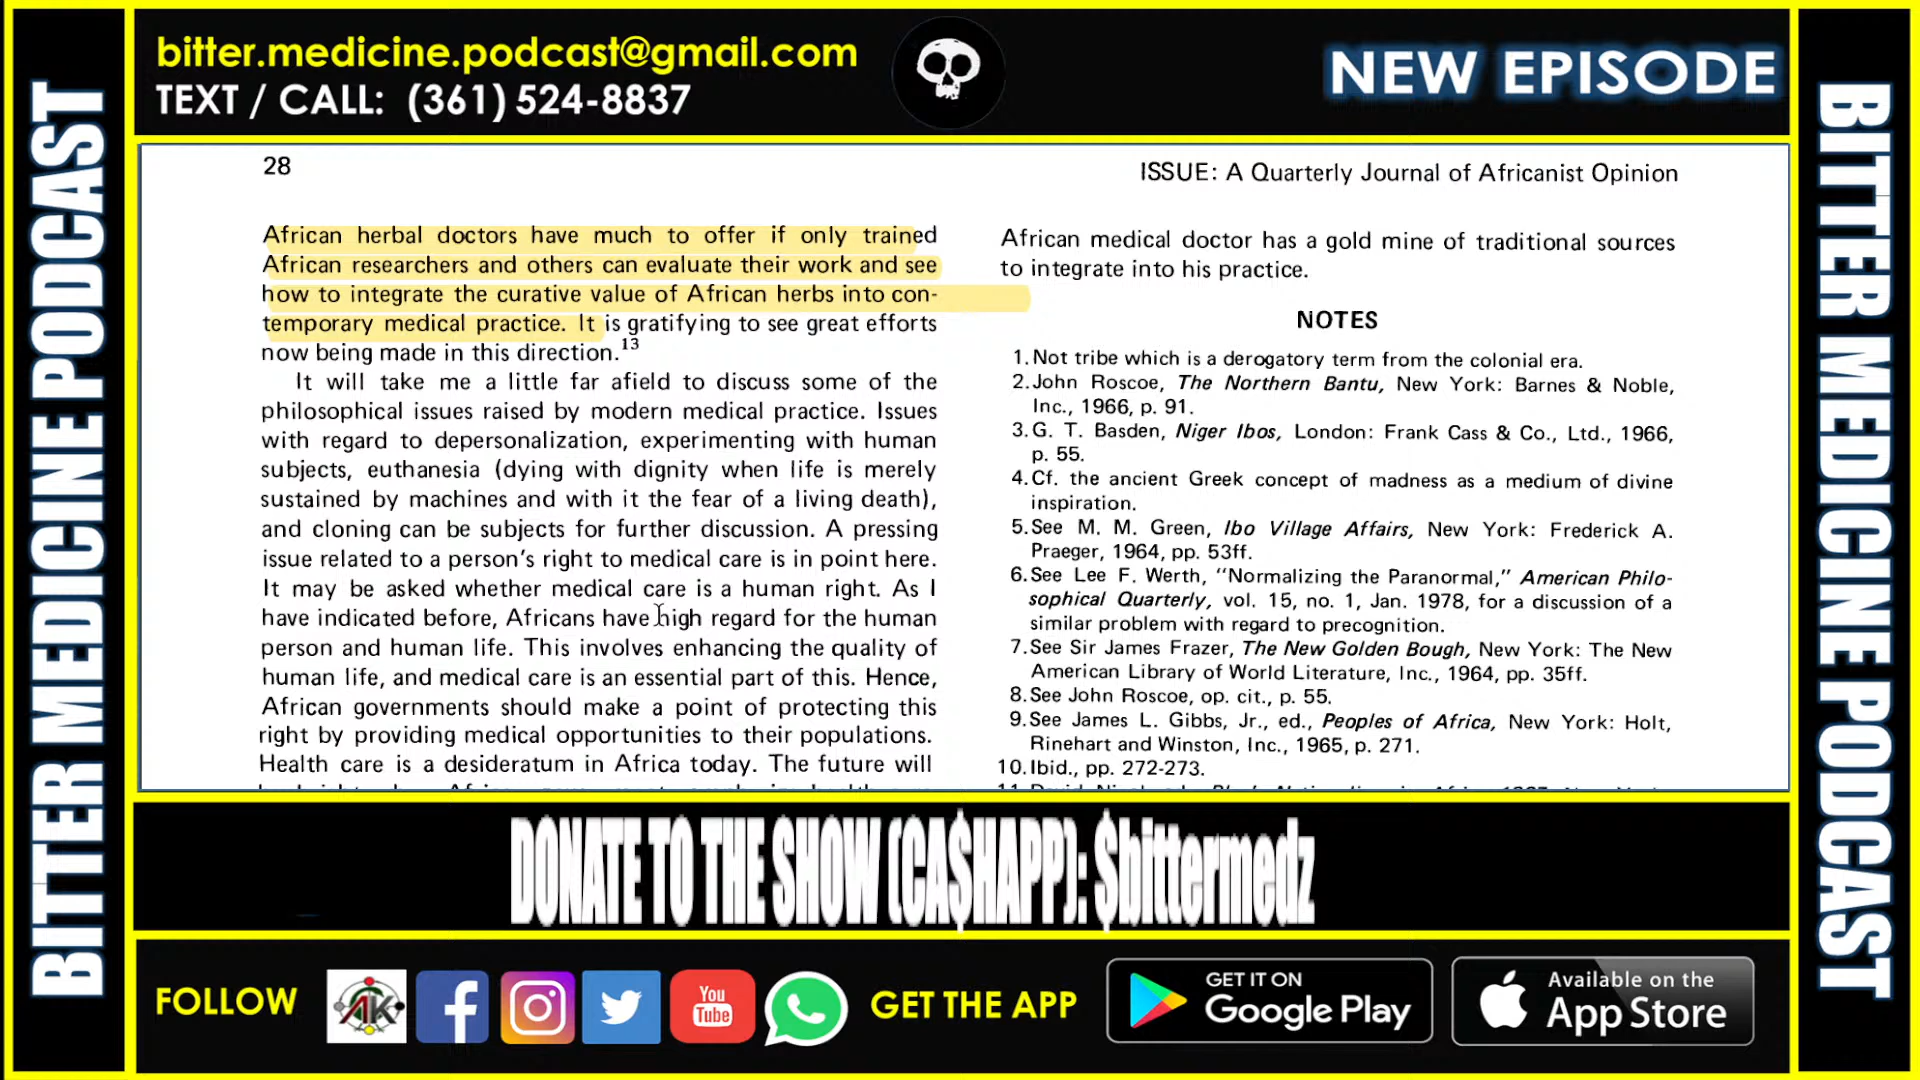 bitter.medicine.podcast@gmail.com
TEXT / CALL: (361) 524-8837
NEW EPISODE
BITTER MEDICINE PODCAST
28
ISSUE: A Quarterly Journal of Africanist Opinion
African herbal doctors have much to offer if only trained
African researchers and others can evaluate their work and see
how to integrate the curative value of African herbs into con-
temporary medical practice. It is gratifying to see great efforts
now being made in this direction.13
It will take me a little far afield to discuss some of the
philosophical issues raised by modern medical practice. Issues
with regard to depersonalization, experimenting with human
subjects, euthanesia (dying with dignity when life is merely
sustained by machines and with it the fear of a living death),
and cloning can be subjects for further discussion. A pressing
issue related to a person's right to medical care is in point here.
It may be asked whether medical care is a human right. As I
have indicated before, Africans have high regard for the human
person and human life. This involves enhancing the quality of
human life, and medical care is an essential part of this. Hence,
African governments should make a point of protecting this
right by providing medical opportunities to their populations.
Health care is a desideratum in Africa today. The future will
African medical doctor has a gold mine of traditional sources
to integrate into his practice.
NOTES
1. Not tribe which is a derogatory term from the colonial era.
2. John Roscoe, The Northern Bantu, New York: Barnes & Noble,
Inc., 1966, p. 91.
3. G. T. Basden, Niger Ibos, London: Frank Cass & Co., Ltd., 1966,
p. 55.
4. Cf. the ancient Greek concept of madness as a medium of divine
inspiration.
5. See M. M. Green, Ibo Village Affairs, New York: Frederick A.
Praeger, 1964, pp. 53ff.
6. See Lee F. Werth, "Normalizing the Paranormal," American Philo-
sophical Quarterly, vol. 15, no. 1, Jan. 1978, for a discussion of a
similar problem with regard to precognition.
7. See Sir James Frazer, The New Golden Bough, New York: The New
American Library of World Literature, Inc., 1964, pp. 35ff.
8. See John Roscoe, op. cit., p. 55.
9. See James L. Gibbs, Jr., ed., Peoples of Africa, New York: Holt,
Rinehart and Winston, Inc., 1965, p. 271.
10. Ibid., pp. 272-273.
BITTER MEDICINE PODCAST
DONATE TO THE SHOW (CA$HAPP): $bittermedz
FOLLOW
AK
You
Tube
GET THE APP
GET IT ON
Google Play
Available on the
App Store